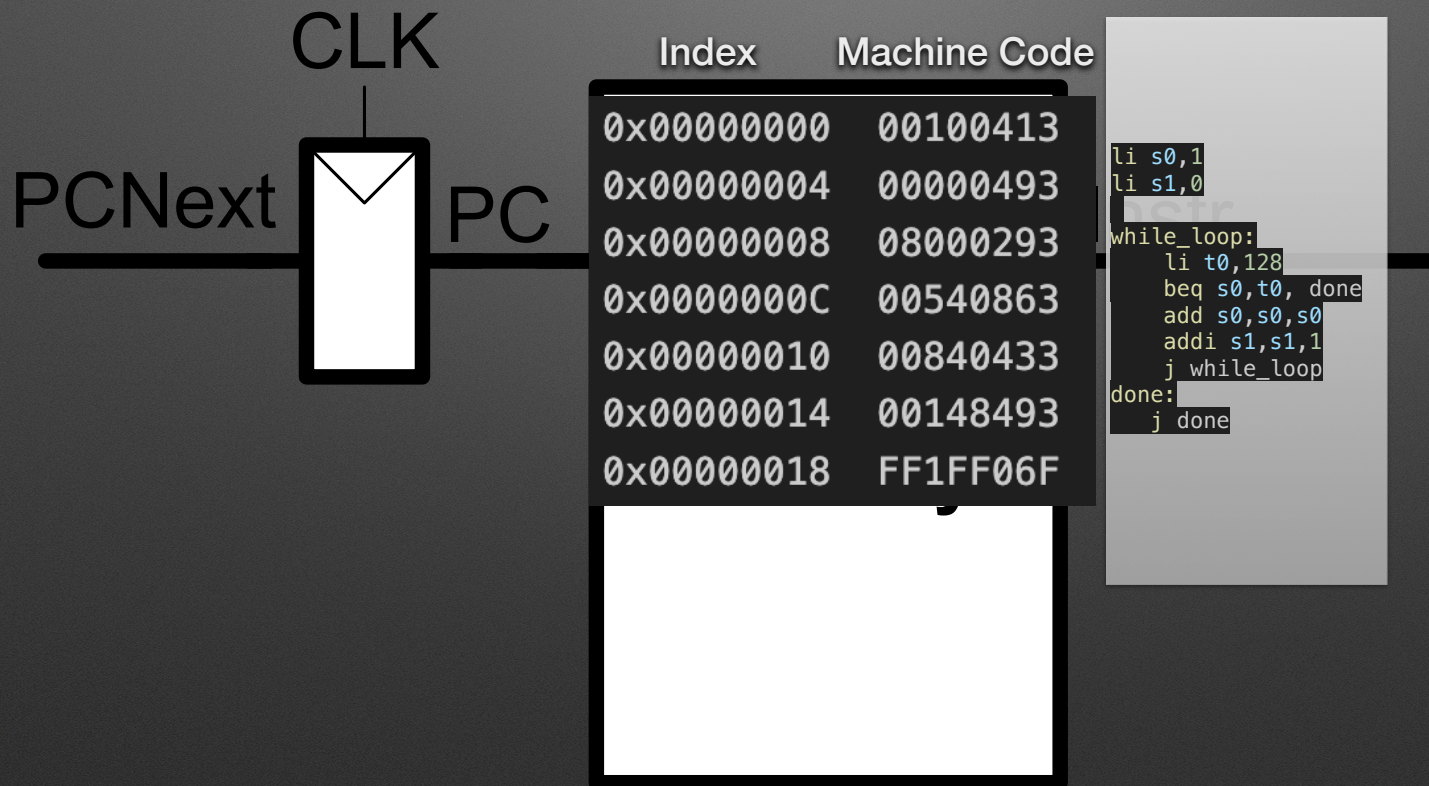 CLK
PCNext
PC
Index Machine Code
0x00000000 00100413
0x00000004 00000493
0x00000008 08000293
0x0000000C 00540863
0x00000010 00840433
0x00000014 00148493
0x00000018 FF1FF06F
li s0,1
li s1,0
while_loop:
li t0,128
beq s0,t0, done
add s0,s0,s0
addi s1,s1,1
j while_loop
done:
j done